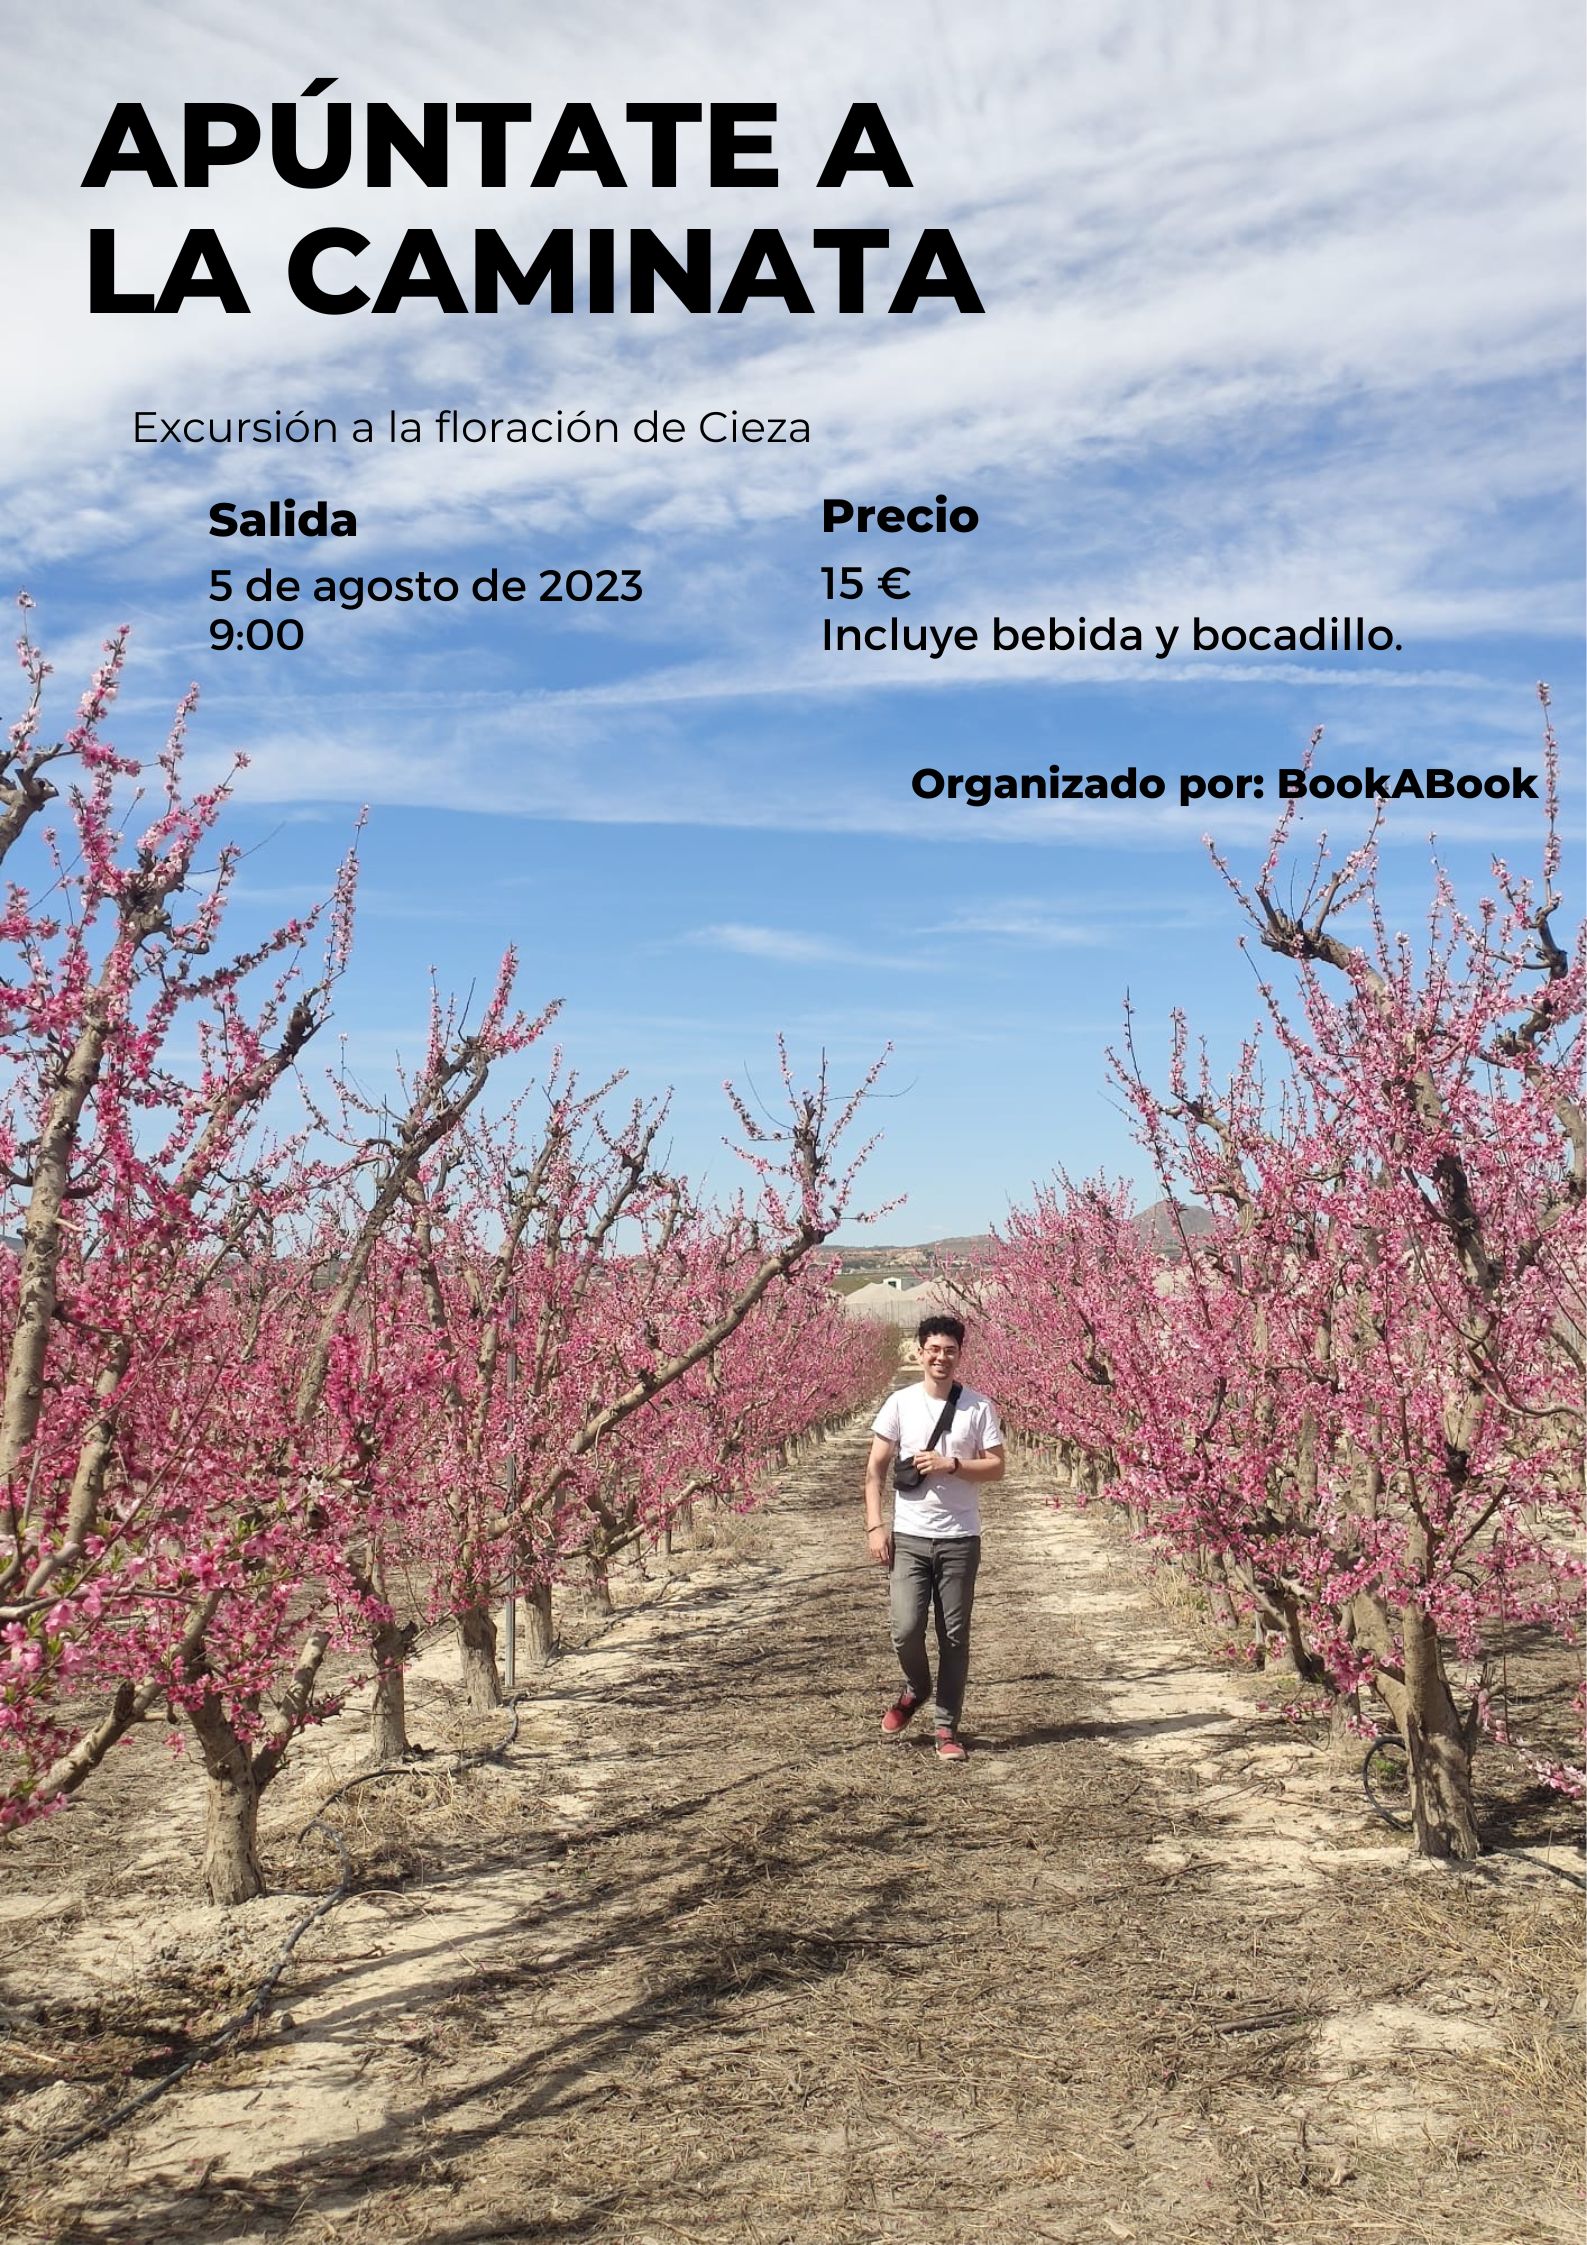 APÚNTATE A
LA CAMINATA
Excursión a la floración de Cieza
Salida
5 de agosto de 2023
9:00
Precio
15 €
Incluye bebida y bocadillo.
Organizado por: BookABook